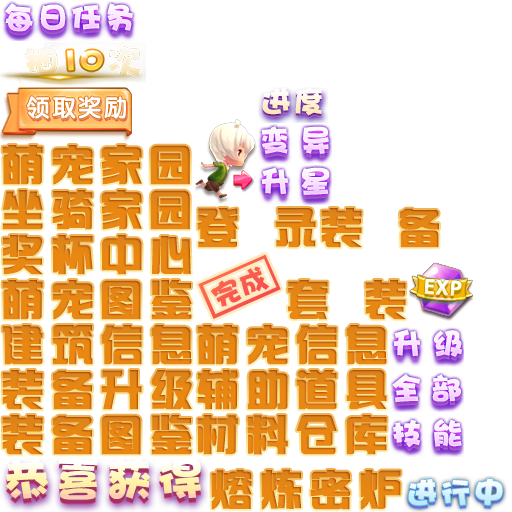 每日任务
抽10次
领取奖励
进度
变异
升星
萌宠家园
坐骑家园
登 录装 备
奖杯中心
萌宠图鉴
完成
套 装
EXP
建筑信息萌宠信息
升级
装备升级辅助道具
全部
装备图鉴材料仓库
技能
恭喜获得
熔炼密炉
进行中